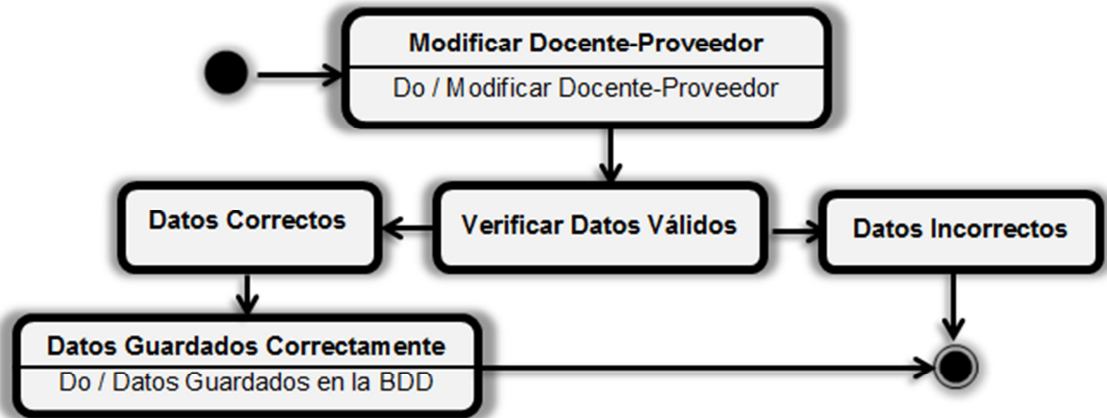 Modificar Docente-Proveedor
Do / Modificar Docente-Proveedor
Datos Correctos
Verificar Datos Válidos
Datos Incorrectos
Datos Guardados Correctamente
Do / Datos Guardados en la BDD